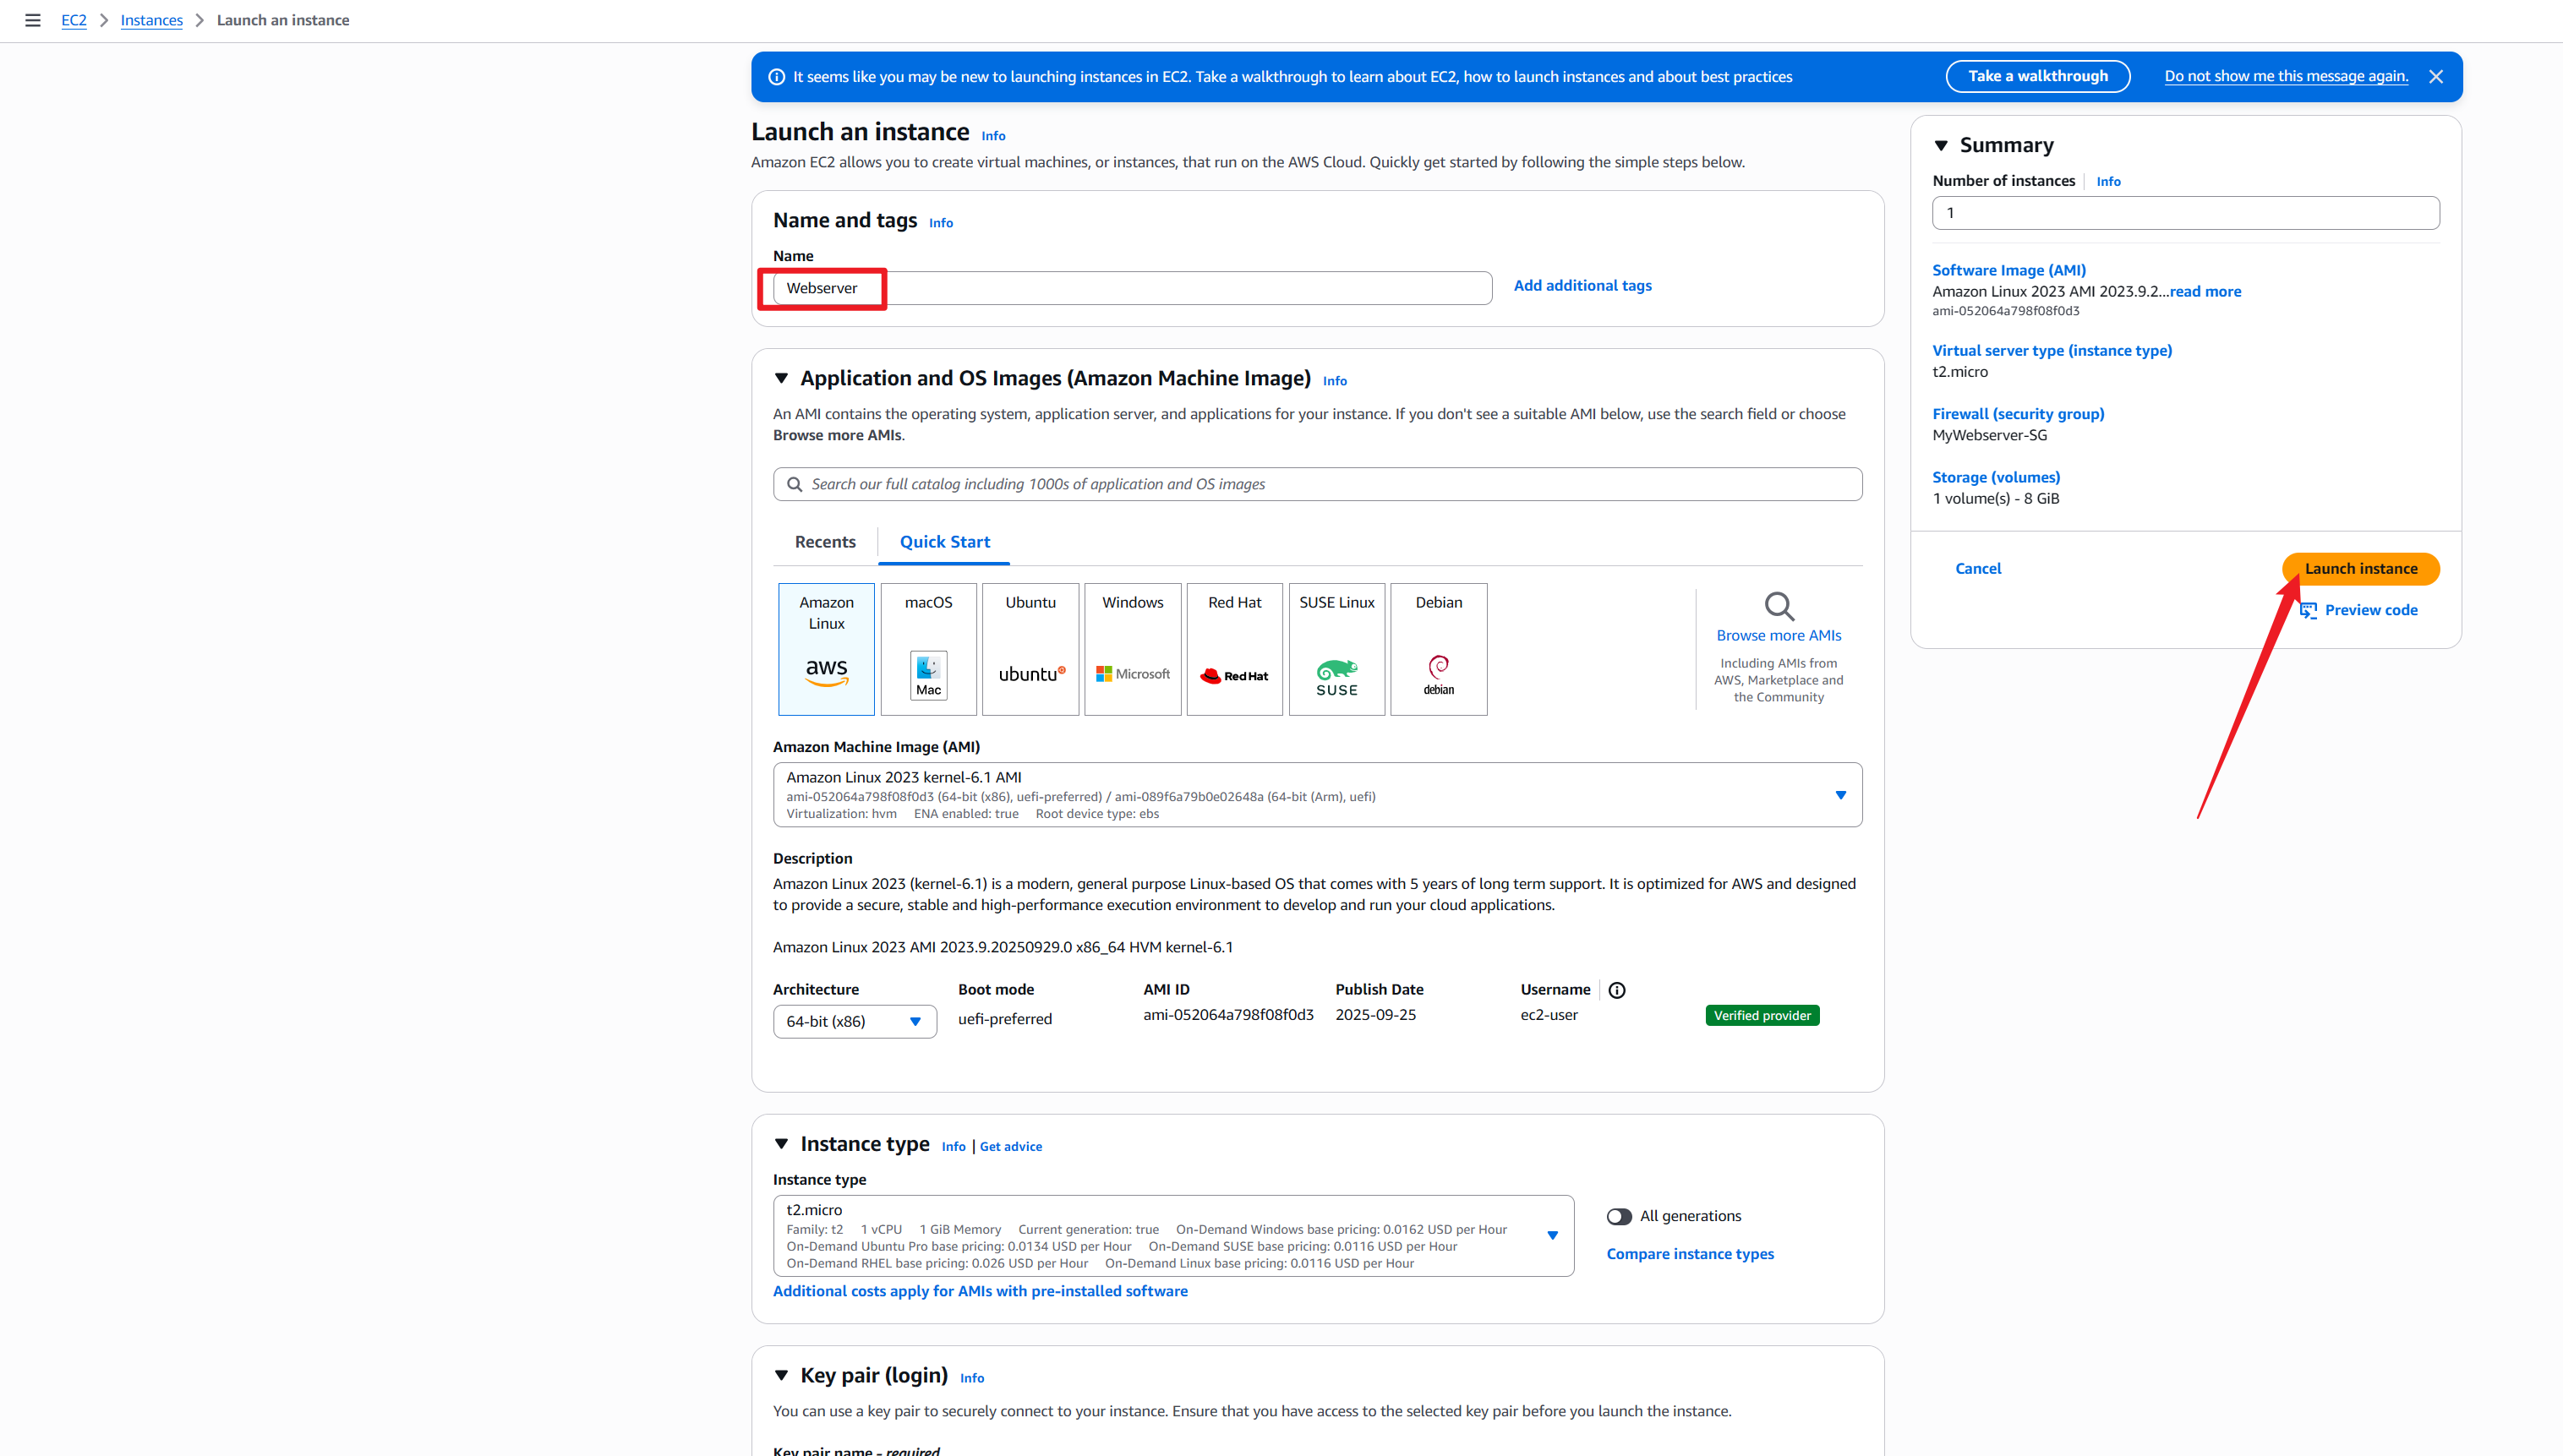 EC2 > Instances > Launch an instance
It seems like you may be new to launching instances in EC2. Take a walkthrough to learn about EC2, how to launch instances and about best practices
Take a walkthrough
Do not show me this message again.
Launch an instance Info
Amazon EC2 allows you to create virtual machines, or instances, that run on the AWS Cloud. Quickly get started by following the simple steps below.
Name and tags Info
Name
Webserver
Add additional tags
Application and OS Images (Amazon Machine Image) Info
An AMI contains the operating system, application server, and applications for your instance. If you don't see a suitable AMI below, use the search field or choose
Browse more AMIs.
Search our full catalog including 1000s of application and OS images
Recents
Quick Start
Amazon
Linux
aws
macOS
Mac
Ubuntu
ubuntu
Windows
Microsoft
Red Hat
Red Hat
SUSE Linux
SUSE
Debian
debian
Browse more AMIs
Including AMIs from
AWS, Marketplace and
the Community
Amazon Machine Image (AMI)
Amazon Linux 2023 kernel-6.1 AMI
ami-052064a798f08f0d3 (64-bit (x86), uefi-preferred) / ami-089f6a79b0e02648a (64-bit (Arm), uefi)
Virtualization: hvm ENA enabled: true Root device type: ebs
Description
Amazon Linux 2023 (kernel-6.1) is a modern, general purpose Linux-based OS that comes with 5 years of long term support. It is optimized for AWS and designed
to provide a secure, stable and high-performance execution environment to develop and run your cloud applications.
Amazon Linux 2023 AMI 2023.9.20250929.0 x86_64 HVM kernel-6.1
Architecture
64-bit (x86)
Boot mode
uefi-preferred
AMI ID
ami-052064a798f08f0d3
Publish Date
2025-09-25
Username
ec2-user
Verified provider
Instance type Info | Get advice
Instance type
t2.micro
Family: t2 1 vCPU 1 GiB Memory Current generation: true On-Demand Windows base pricing: 0.0162 USD per Hour
On-Demand Ubuntu Pro base pricing: 0.0134 USD per Hour On-Demand SUSE base pricing: 0.0116 USD per Hour
On-Demand RHEL base pricing: 0.026 USD per Hour On-Demand Linux base pricing: 0.0116 USD per Hour
All generations
Compare instance types
Additional costs apply for AMIs with pre-installed software
Key pair (login) Info
You can use a key pair to securely connect to your instance. Ensure that you have access to the selected key pair before you launch the instance.
Key pair name - required
Summary
Number of instances Info
1
Software Image (AMI)
Amazon Linux 2023 AMI 2023.9.2...read more
ami-052064a798f08f0d3
Virtual server type (instance type)
t2.micro
Firewall (security group)
MyWebserver-SG
Storage (volumes)
1 volume(s) - 8 GiB
Cancel
Launch instance
Preview code